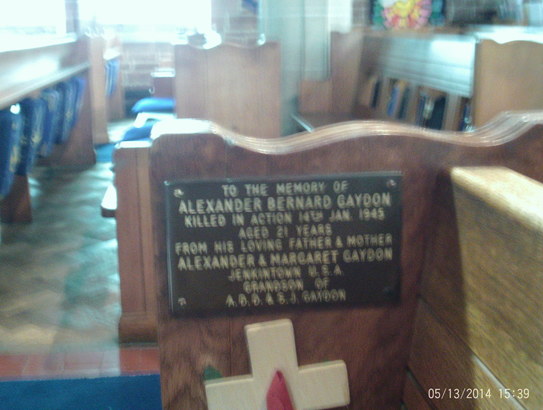 TO THE MEMORY OF
ALEXANDER BERNARD GAYDON
KILLED IN ACTION 14TH JAN. 1945
AGED 21 YEARS
FROM HIS LOVING FATHER & MOTHER
ALEXANDER & MARGARET GAYDON
JENKINTOWN U.S.A
GRANDSON OF
GAYDON
05/13/2014 15:39